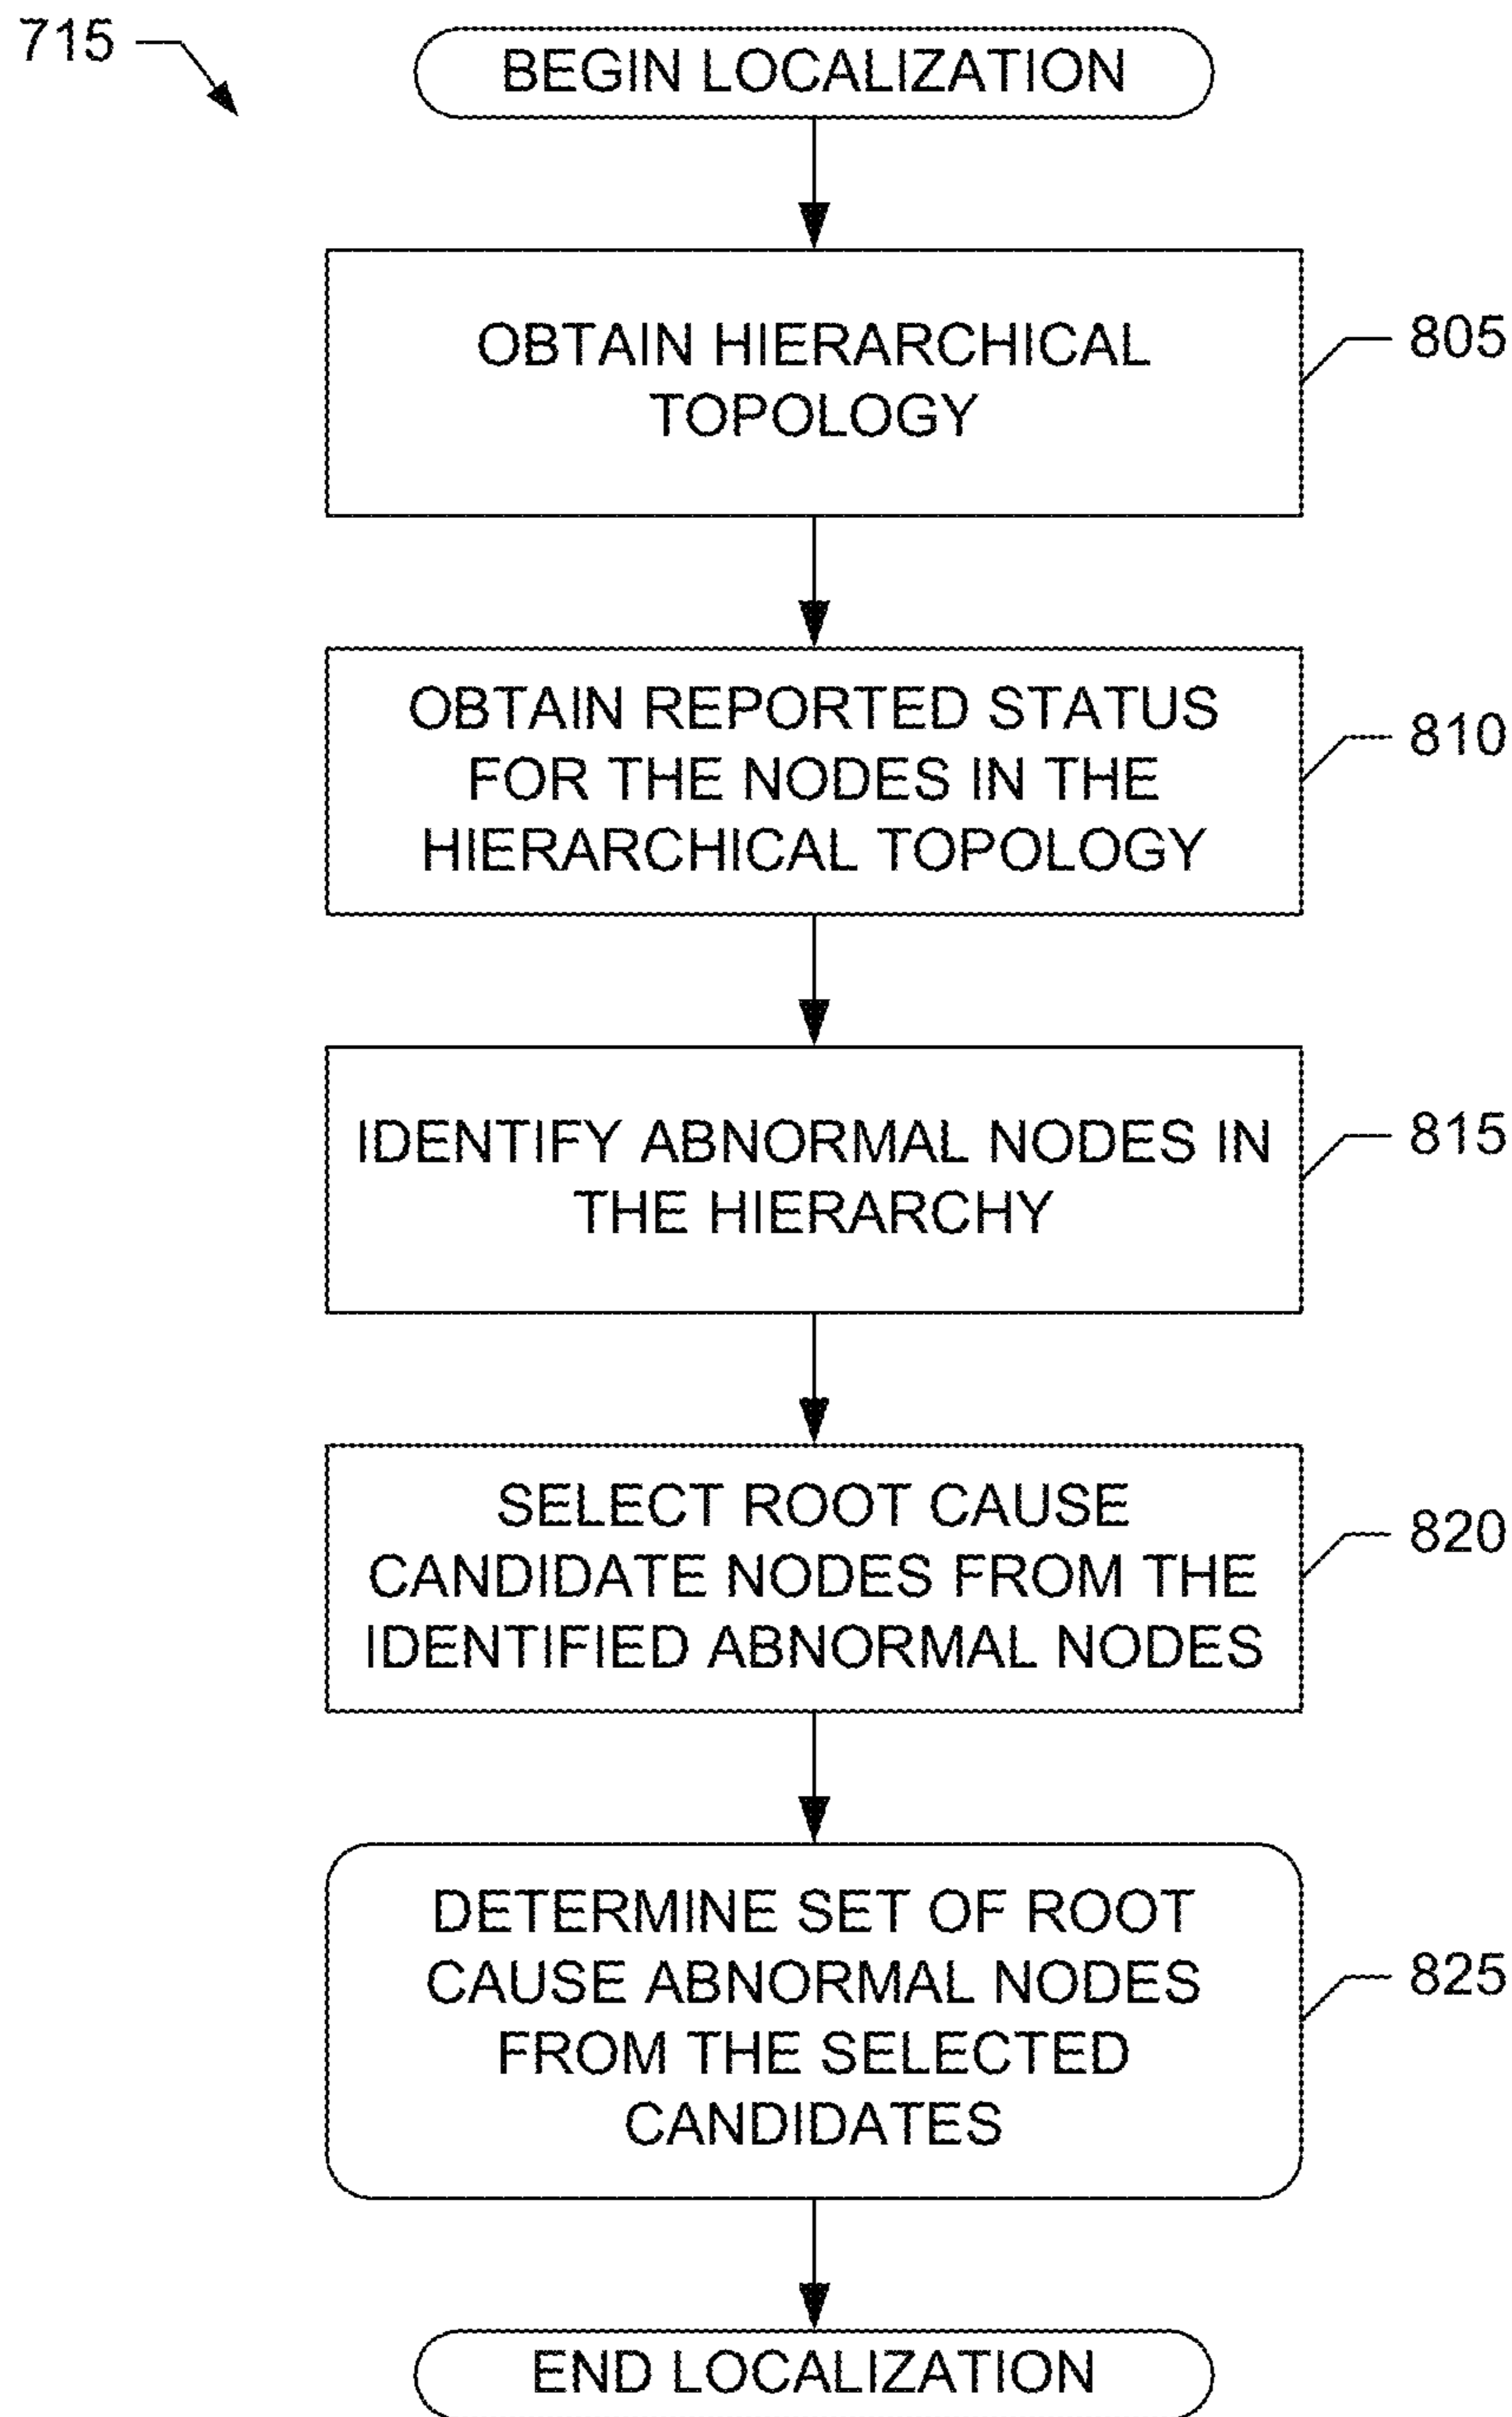 715
BEGIN LOCALIZATION
OBTAIN HIERARCHICAL
TOPOLOGY
805
OBTAIN REPORTED STATUS
FOR THE NODES IN THE
HIERARCHICAL TOPOLOGY
810
IDENTIFY ABNORMAL NODES IN
THE HIERARCHY
815
SELECT ROOT CAUSE
CANDIDATE NODES FROM THE
IDENTIFIED ABNORMAL NODES
820
DETERMINE SET OF ROOT
CAUSE ABNORMAL NODES
FROM THE SELECTED
CANDIDATES
825
END LOCALIZATION